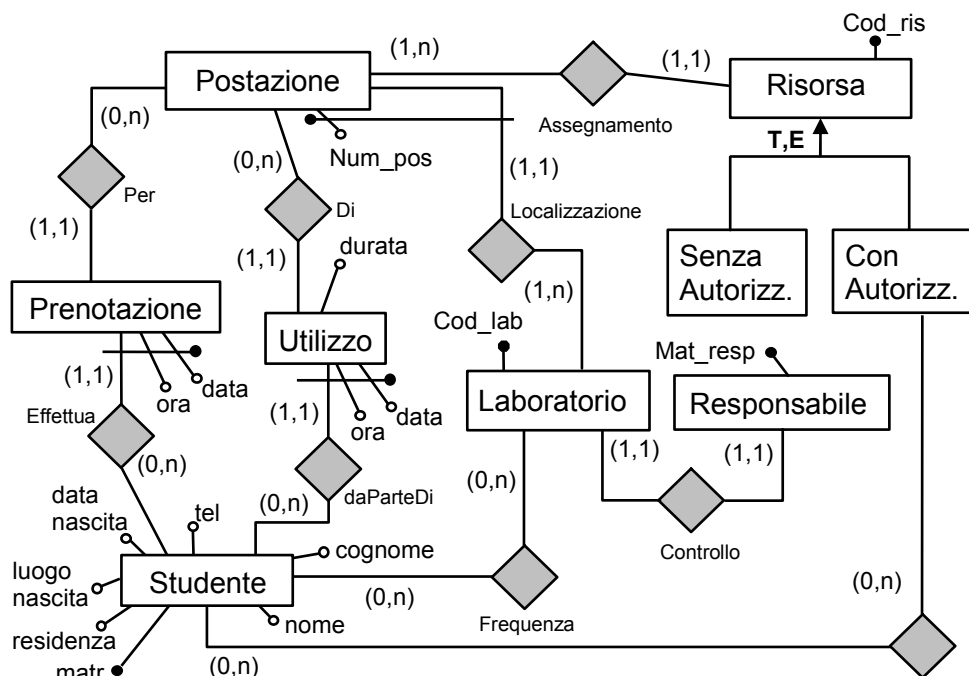 Cod_ris
(1,n)
Postazione
(1,1)
Risorsa
(0,n)
Assegnamento
T,E
Num_pos
(0,n)
(1,1)
Per
Di
Localizzazione
(1,1)
durata
(1,1)
Senza
Autorizz.
Con
Autorizz.
(1,n)
Prenotazione
Cod_lab
Utilizzo
Mat_resp
(1,1)
data
ora
Laboratorio
Responsabile
(1,1)
data
ora
Effettua
(1,1)
(1,1)
(0,n)
(0,n)
daParteDi
data
nascita
tel
(0,n)
cognome
Controllo
luogo
nascita
Studente
(0,n)
(0,n)
residenza
nome
Frequenza
matr
(0,n)